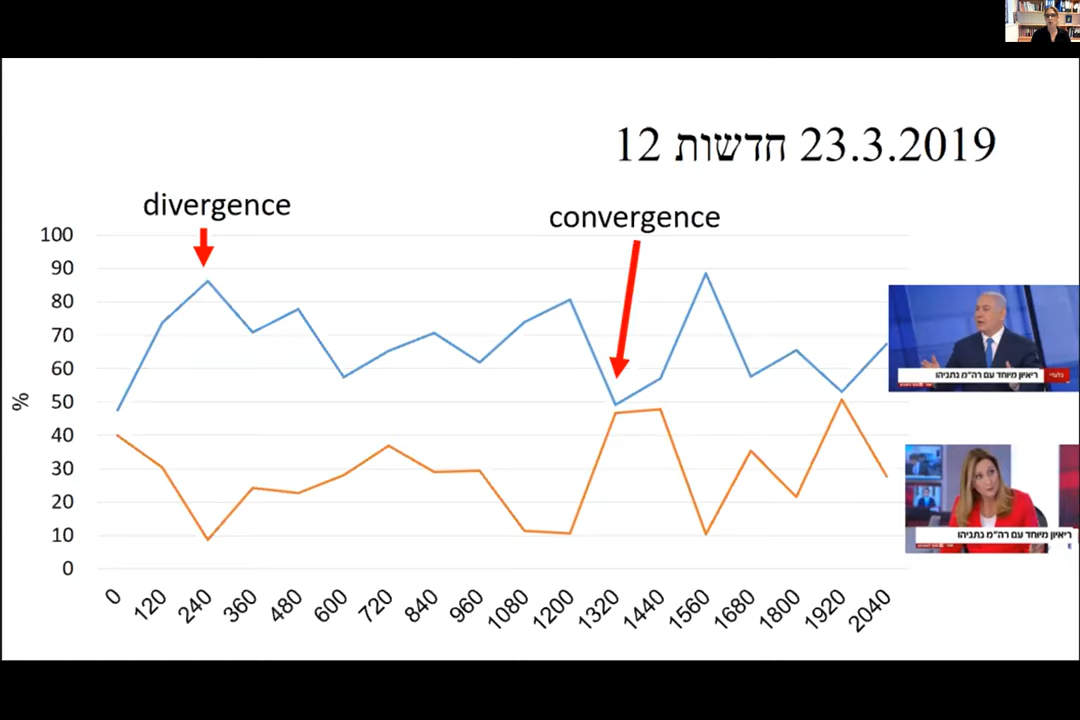 חדשות 12 23.3.2019
divergence
convergence
100
90
80
70
60
50
40
30
20
10
0
%
0 120 240 360 480 600 720 840 960 1080 1200 1320 1440 1560 1680 1800 1920 2040
בלעדי ריאיון מיוחד עם רה"מ נתניהו
ריאיון מיוחד עם רה"מ נתניהו